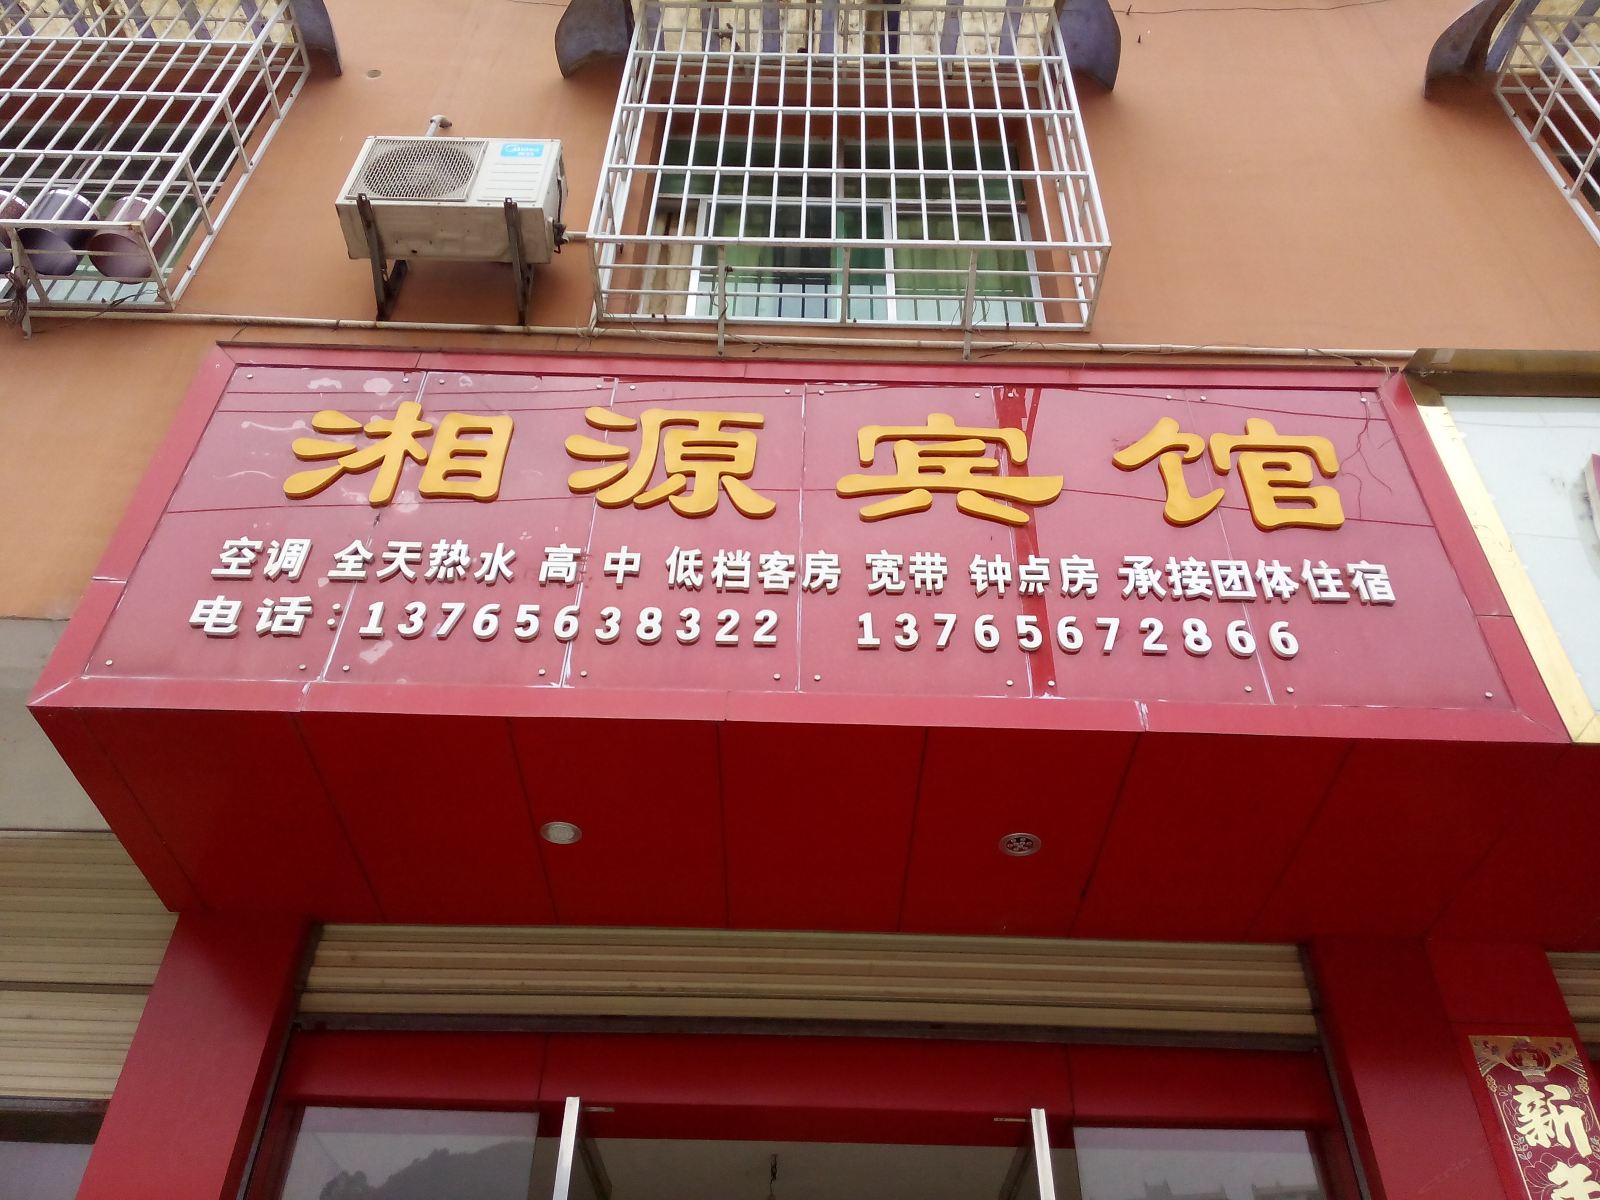 湘源宾馆
空调 全天热水 高 中 低档客房 宽带 钟点房 承接团体住宿
电话：13765638322 13765672866
新